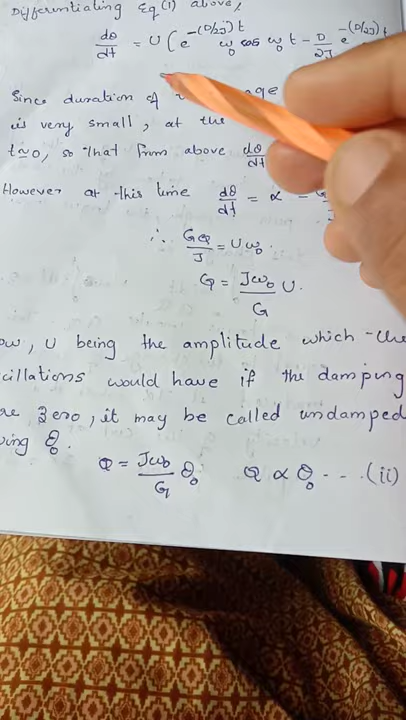 Differentiating Eq(1) above,
dθ/dt = U ( e^-(D/2J)t ω₀ cos ω₀ t - D/2J e^-(D/2J)t
Since duration of
is very small, at the
t≃0, so that from above dθ/dt
However at this time dθ/dt = α =
∴ GQ/J = Uω₀.
Q = Jω₀/G U.
U being the amplitude which the
cillations would have if the damping
re zero, it may be called undamped
θ₀.
Q = Jω₀/G θ₀ Q ∝ θ₀ --- (ii)